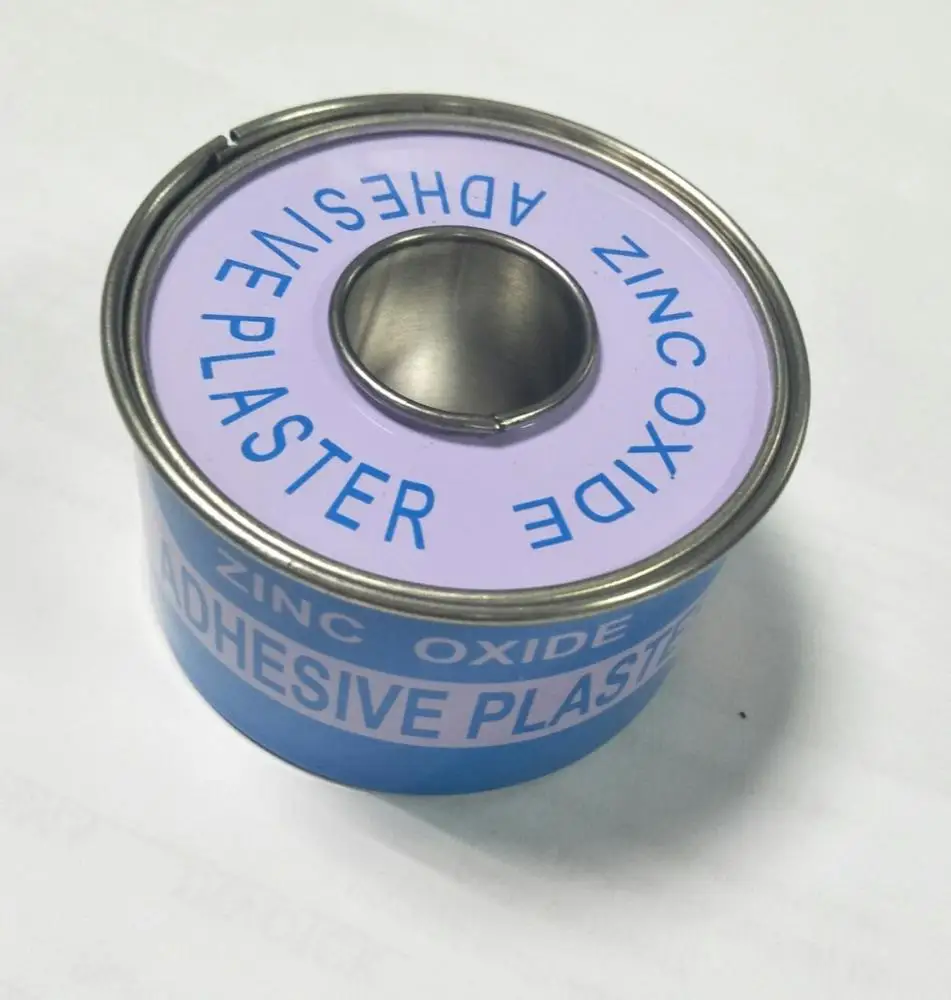 ZINC OXIDE
ADHESIVE PLASTER
ZINC OXIDE
ADHESIVE PLASTE